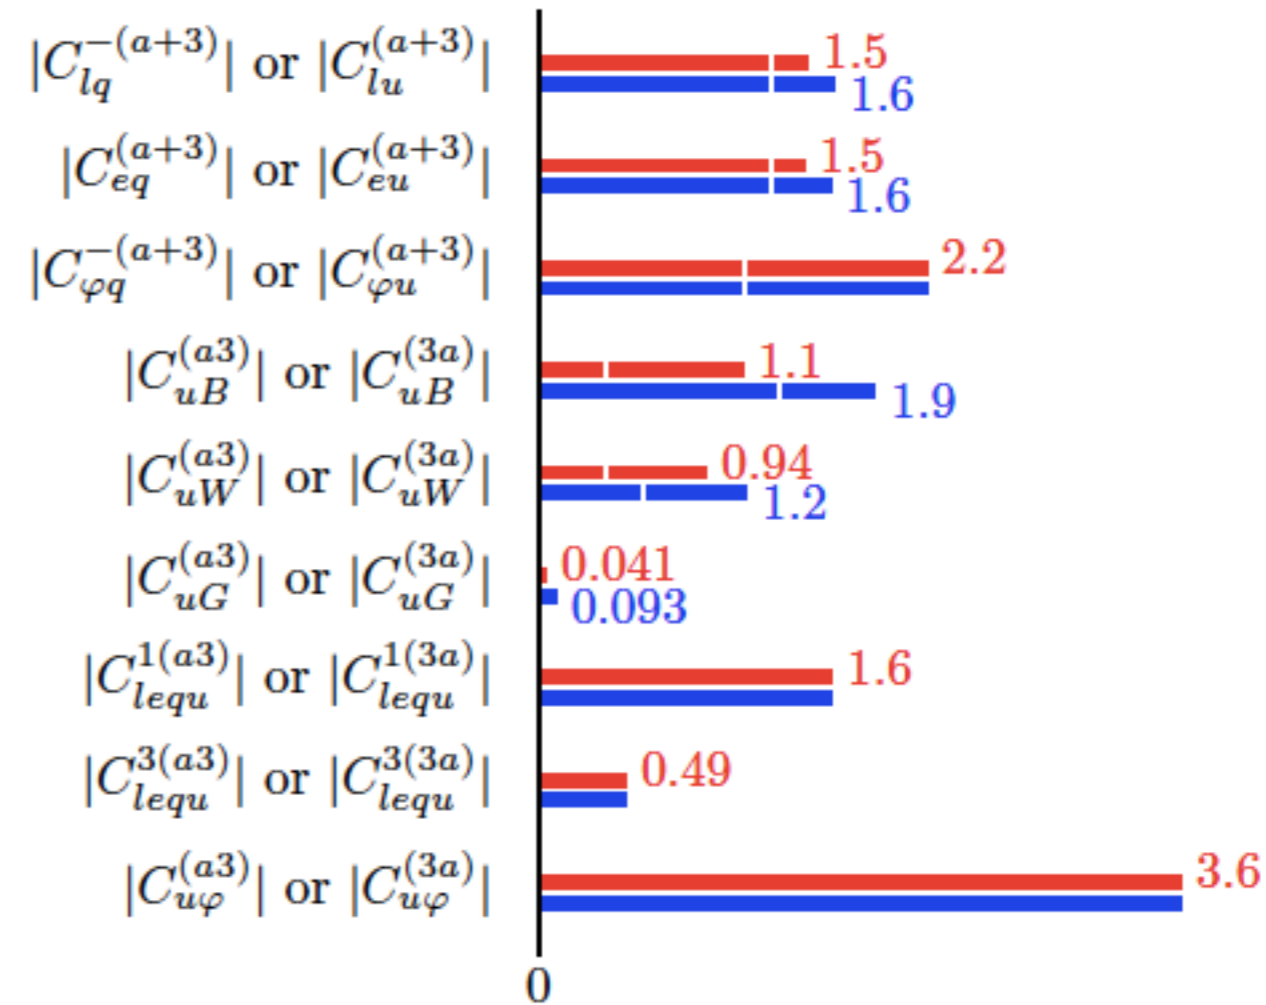 |C_{lq}^{-(a+3)}| or |C_{lu}^{(a+3)}| 1.5
1.6
|C_{eq}^{(a+3)}| or |C_{eu}^{(a+3)}| 1.5
1.6
|C_{φq}^{-(a+3)}| or |C_{φu}^{(a+3)}| 2.2
|C_{uB}^{(a3)}| or |C_{uB}^{(3a)}| 1.1
1.9
|C_{uW}^{(a3)}| or |C_{uW}^{(3a)}| 0.94
1.2
|C_{uG}^{(a3)}| or |C_{uG}^{(3a)}| 0.041
0.093
|C_{lequ}^{1(a3)}| or |C_{lequ}^{1(3a)}| 1.6
|C_{lequ}^{3(a3)}| or |C_{lequ}^{3(3a)}| 0.49
|C_{uφ}^{(a3)}| or |C_{uφ}^{(3a)}| 3.6
0